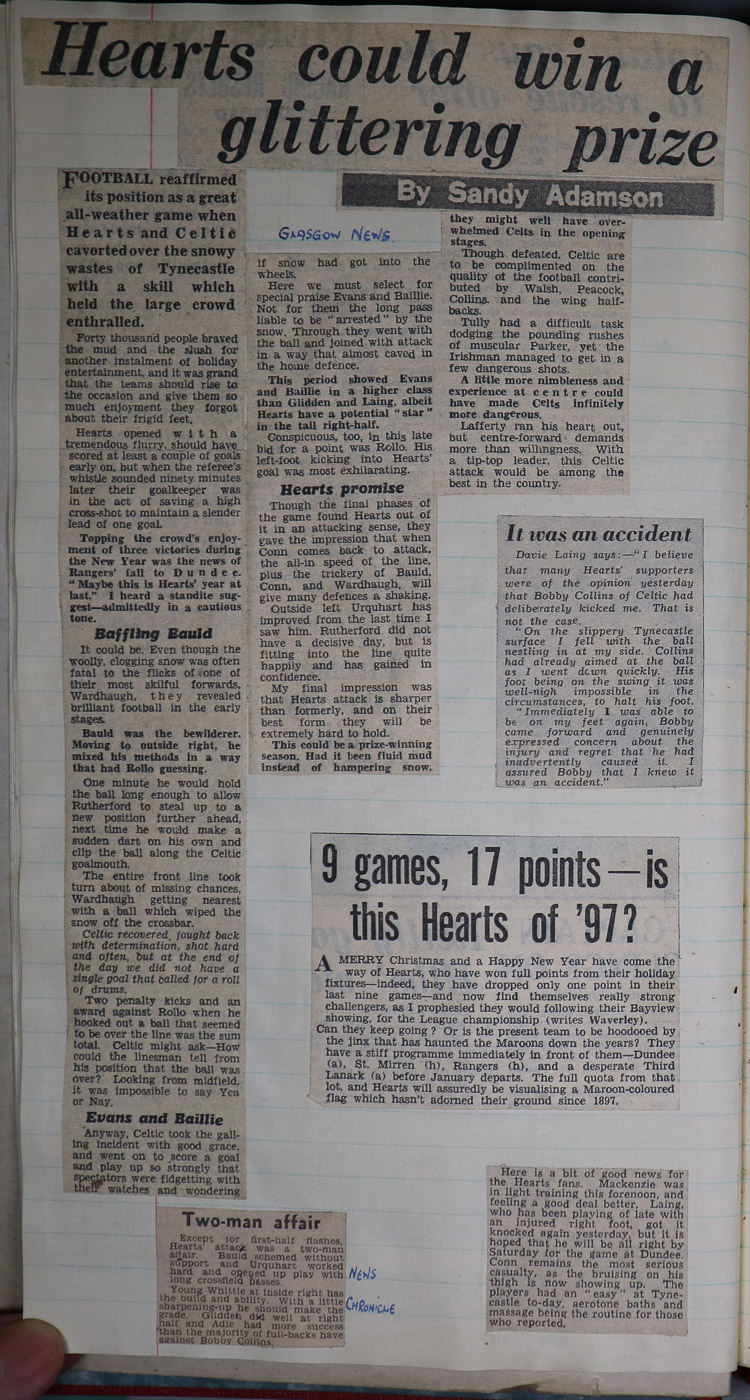 Hearts could win a
glittering prize
By Sandy Adamson
FOOTBALL reaffirmed
its position as a great
all-weather game when
Hearts and Celtic
cavorted over the snowy
wastes of Tynecastle
with a skill which
held the large crowd
enthralled.
Forty thousand people braved
the mud and the slush for
another instalment of holiday
entertainment, and it was grand
that the teams should rise to
the occasion and give them so
much enjoyment they forgot
about their frigid feet.
Hearts opened with a
tremendous flurry, should have
scored at least a couple of goals
early on, but when the referee's
whistle sounded ninety minutes
later their goalkeeper was
in the act of saving a high
cross-shot to maintain a slender
lead of one goal.
Topping the crowd's enjoy-
ment of three victories during
the New Year was the news of
Rangers' fall to Dundee.
"Maybe this is Hearts' year at
last." I heard a standite sug-
gest—admittedly in a cautious
tone.
Baffling Bauld
It could be. Even though the
woolly, clogging snow was often
fatal to the flicks of one of
their most skilful forwards,
Wardhaugh, they revealed
brilliant football in the early
stages.
Bauld was the bewilderer.
Moving to outside right, he
mixed his methods in a way
that had Rollo guessing.
One minute he would hold
the ball long enough to allow
Rutherford to steal up to a
new position further ahead,
next time he would make a
sudden dart on his own and
clip the ball along the Celtic
goalmouth.
The entire front line took
turn about of missing chances,
Wardhaugh getting nearest
with a ball which wiped the
snow off the crossbar.
Celtic recovered, fought back
with determination, shot hard
and often, but at the end of
the day we did not have a
single goal that called for a roll
of drums.
Two penalty kicks and an
award against Rollo when he
hooked out a ball that seemed
to be over the line was the sum
total. Celtic might ask—How
could the linesman tell from
his position that the ball was
over? Looking from midfield,
it was impossible to say Yea
or Nay.
Evans and Baillie
Anyway, Celtic took the gall-
ing incident with good grace,
and went on to score a goal
and play up so strongly that
spectators were fidgetting with
their watches and wondering
GLASGOW NEWS.
if snow had got into the
wheels.
Here we must select for
special praise Evans and Baillie.
Not for them the long pass
liable to be "arrested" by the
snow. Through they went with
the ball and joined with attack
in a way that almost caved in
the home defence.
This period showed Evans
and Baillie in a higher class
than Glidden and Laing, albeit
Hearts have a potential "star"
in the tall right-half.
Conspicuous, too, in this late
bid for a point was Rollo. His
left-foot kicking into Hearts'
goal was most exhilarating.
Hearts promise
Though the final phases of
the game found Hearts out of
it in an attacking sense, they
gave the impression that when
Conn comes back to attack,
the all-in speed of the line,
plus the trickery of Bauld,
Conn, and Wardhaugh, will
give many defences a shaking.
Outside left Urquhart has
improved from the last time I
saw him. Rutherford did not
have a decisive day, but is
fitting into the line quite
happily and has gained in
confidence.
My final impression was
that Hearts attack is sharper
than formerly, and on their
best form they will be
extremely hard to hold.
This could be a prize-winning
season. Had it been fluid mud
instead of hampering snow,
they might well have over-
whelmed Celts in the opening
stages.
Though defeated, Celtic are
to be complimented on the
quality of the football contri-
buted by Walsh, Peacock,
Collins, and the wing half-
backs.
Tully had a difficult task
dodging the pounding rushes
of muscular Parker, yet the
Irishman managed to get in a
few dangerous shots.
A little more nimbleness and
experience at centre could
have made Celts infinitely
more dangerous.
Lafferty ran his heart out,
but centre-forward demands
more than willingness. With
a tip-top leader, this Celtic
attack would be among the
best in the country.
It was an accident
Davie Laing says:—"I believe
that many Hearts' supporters
were of the opinion yesterday
that Bobby Collins of Celtic had
deliberately kicked me. That is
not the case.
"On the slippery Tynecastle
surface I fell with the ball
nestling in at my side. Collins
had already aimed at the ball
as I went down quickly. His
foot being on the swing it was
well-nigh impossible in the
circumstances, to halt his foot.
"Immediately I was able to
be on my feet again, Bobby
came forward and genuinely
expressed concern about the
injury and regret that he had
inadvertently caused it. I
assured Bobby that I knew it
was an accident."
9 games, 17 points—is
this Hearts of '97?
A MERRY Christmas and a Happy New Year have come the
way of Hearts, who have won full points from their holiday
fixtures—indeed, they have dropped only one point in their
last nine games—and now find themselves really strong
challengers, as I prophesied they would following their Bayview
showing, for the League championship (writes Waverley).
Can they keep going? Or is the present team to be hoodooed by
the jinx that has haunted the Maroons down the years? They
have a stiff programme immediately in front of them—Dundee
(a), St. Mirren (h), Rangers (h), and a desperate Third
Lanark (a) before January departs. The full quota from that
lot, and Hearts will assuredly be visualising a Maroon-coloured
flag which hasn't adorned their ground since 1897.
Two-man affair
Except for first-half flashes,
Hearts' attack was a two-man
affair. Bauld schemed without
support and Urquhart worked
hard and opened up play with
long crossfield passes.
Young Whittle at inside right has
the build and ability. With a little
sharpening-up he should make the
grade. Glidden did well at right
half and Adie had more success
than the majority of full-backs have
against Bobby Collins.
NEWS
CHRONICLE
Here is a bit of good news for
the Hearts fans. Mackenzie was
in light training this forenoon, and
feeling a good deal better. Laing,
who has been playing of late with
an injured right foot, got it
knocked again yesterday, but it is
hoped that he will be all right by
Saturday for the game at Dundee.
Conn remains the most serious
casualty, as the bruising on his
thigh is now showing up. The
players had an "easy" at Tyne-
castle to-day, aerotone baths and
massage being the routine for those
who reported.